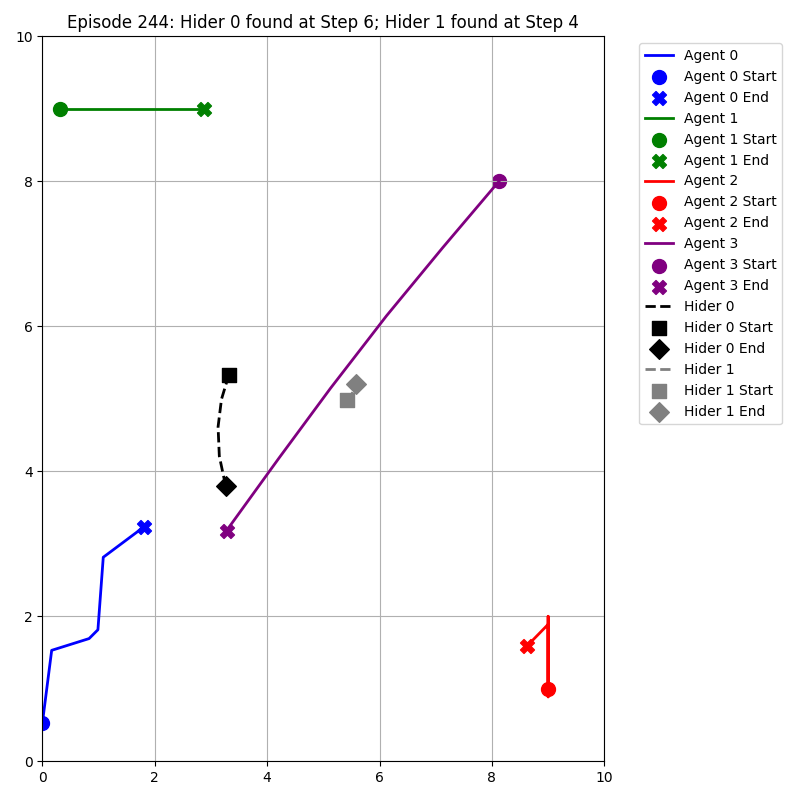 Episode 244: Hider 0 found at Step 6; Hider 1 found at Step 4
10
8
6
4
2
0
0 2 4 6 8 10
Agent 0
Agent 0 Start
Agent 0 End
Agent 1
Agent 1 Start
Agent 1 End
Agent 2
Agent 2 Start
Agent 2 End
Agent 3
Agent 3 Start
Agent 3 End
Hider 0
Hider 0 Start
Hider 0 End
Hider 1
Hider 1 Start
Hider 1 End